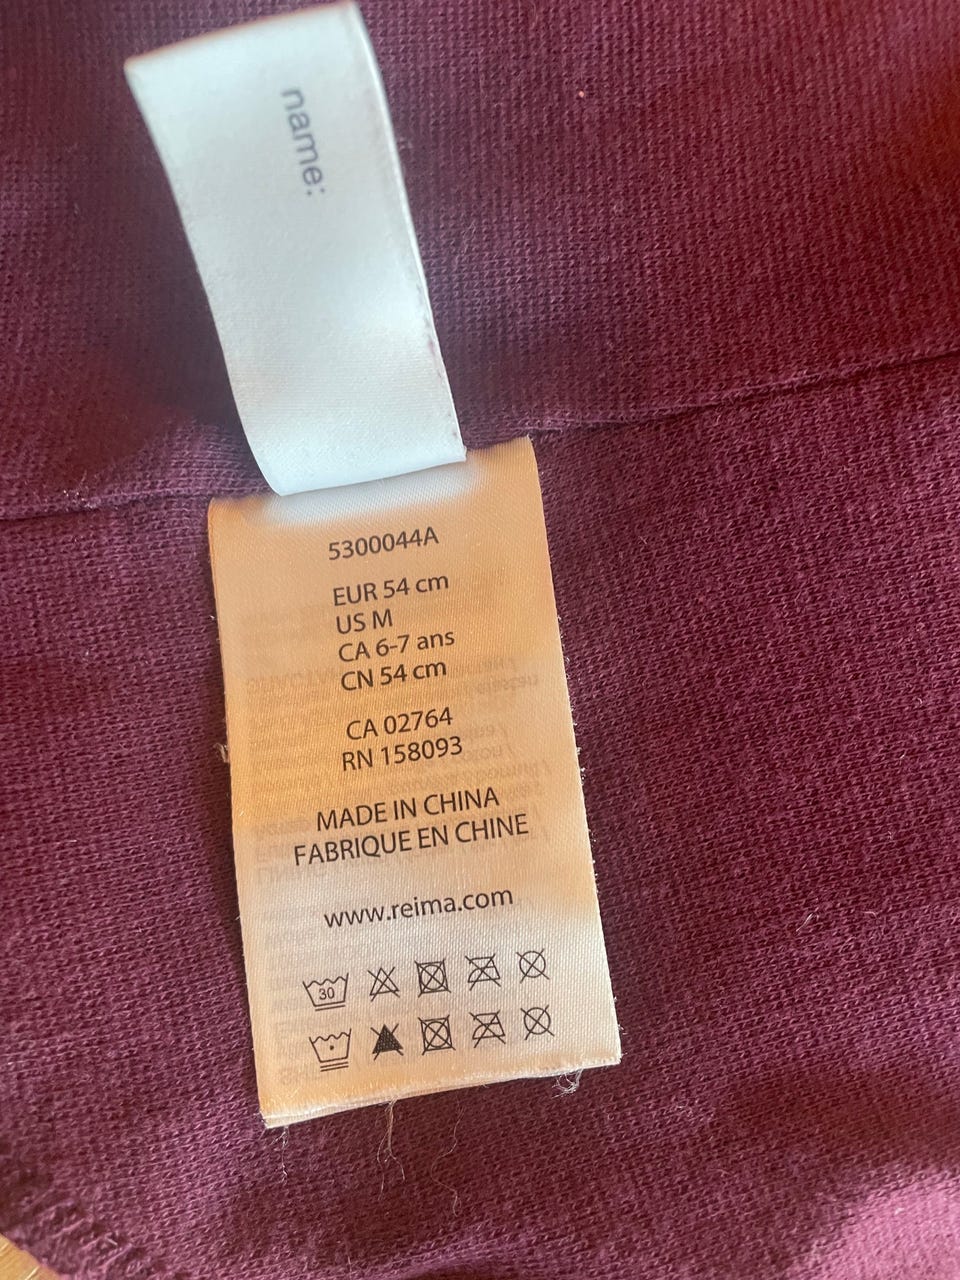 name:
5300044A
EUR 54 cm
US M
CA 6-7 ans
CN 54 cm
CA 02764
RN 158093
MADE IN CHINA
FABRIQUE EN CHINE
www.reima.com
30